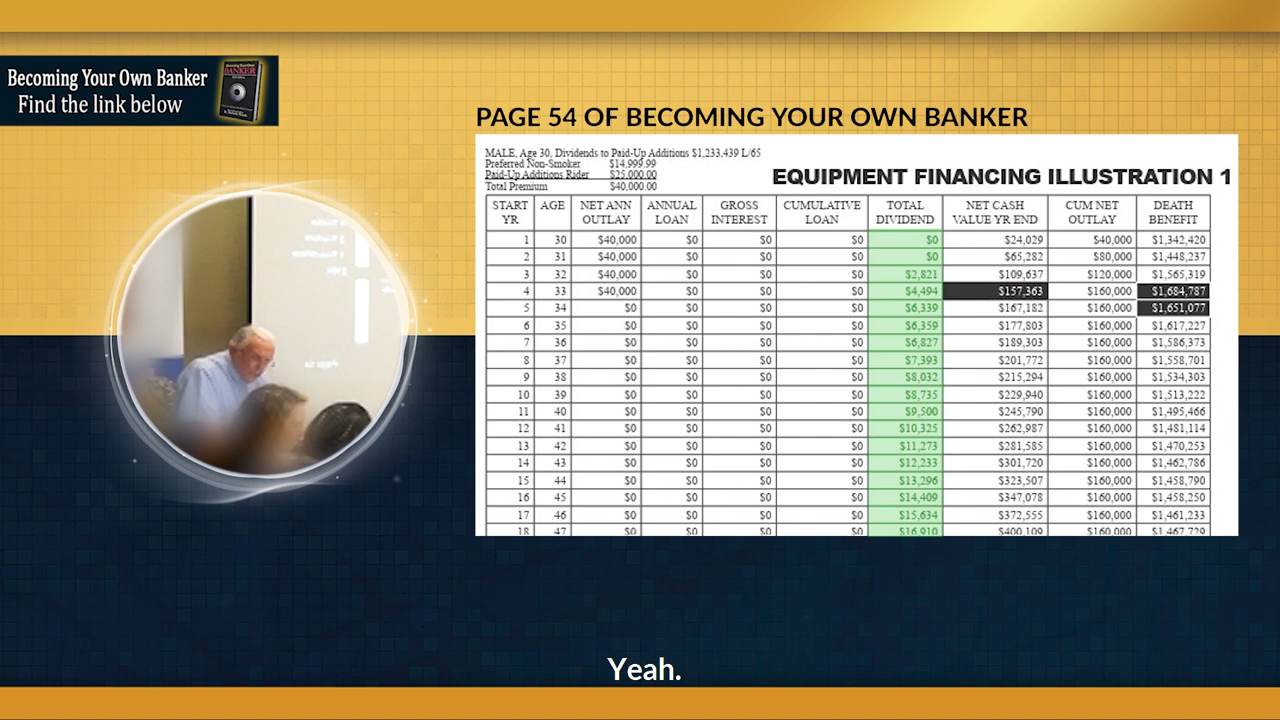 Becoming Your Own Banker
Find the link below
PAGE 54 OF BECOMING YOUR OWN BANKER
MALE, Age 30, Dividends to Paid-Up Additions $1,233,439 L/65
Preferred Non-Smoker $14,999.99
Paid-Up Additions Rider $25,000.00
Total Premium $40,000.00
EQUIPMENT FINANCING ILLUSTRATION 1
START YR AGE NET ANN OUTLAY ANNUAL LOAN GROSS INTEREST CUMULATIVE LOAN TOTAL DIVIDEND NET CASH VALUE YR END CUM NET OUTLAY DEATH BENEFIT
1 30 $40,000 $0 $0 $0 $0 $24,029 $40,000 $1,342,420
2 31 $40,000 $0 $0 $0 $0 $65,282 $80,000 $1,448,237
3 32 $40,000 $0 $0 $0 $2,821 $109,637 $120,000 $1,565,319
4 33 $40,000 $0 $0 $0 $4,494 $157,363 $160,000 $1,684,787
5 34 $0 $0 $0 $0 $6,339 $167,182 $160,000 $1,651,077
6 35 $0 $0 $0 $0 $6,359 $177,803 $160,000 $1,617,227
7 36 $0 $0 $0 $0 $6,827 $189,303 $160,000 $1,586,373
8 37 $0 $0 $0 $0 $7,393 $201,772 $160,000 $1,558,701
9 38 $0 $0 $0 $0 $8,032 $215,294 $160,000 $1,534,303
10 39 $0 $0 $0 $0 $8,735 $229,940 $160,000 $1,513,222
11 40 $0 $0 $0 $0 $9,500 $245,790 $160,000 $1,495,466
12 41 $0 $0 $0 $0 $10,325 $262,987 $160,000 $1,481,114
13 42 $0 $0 $0 $0 $11,273 $281,585 $160,000 $1,470,253
14 43 $0 $0 $0 $0 $12,233 $301,720 $160,000 $1,462,786
15 44 $0 $0 $0 $0 $13,296 $323,507 $160,000 $1,458,790
16 45 $0 $0 $0 $0 $14,409 $347,078 $160,000 $1,458,250
17 46 $0 $0 $0 $0 $15,634 $372,555 $160,000 $1,461,233
18 47 $0 $0 $0 $0 $16,910 $400,109 $160,000 $1,467,729
Yeah.